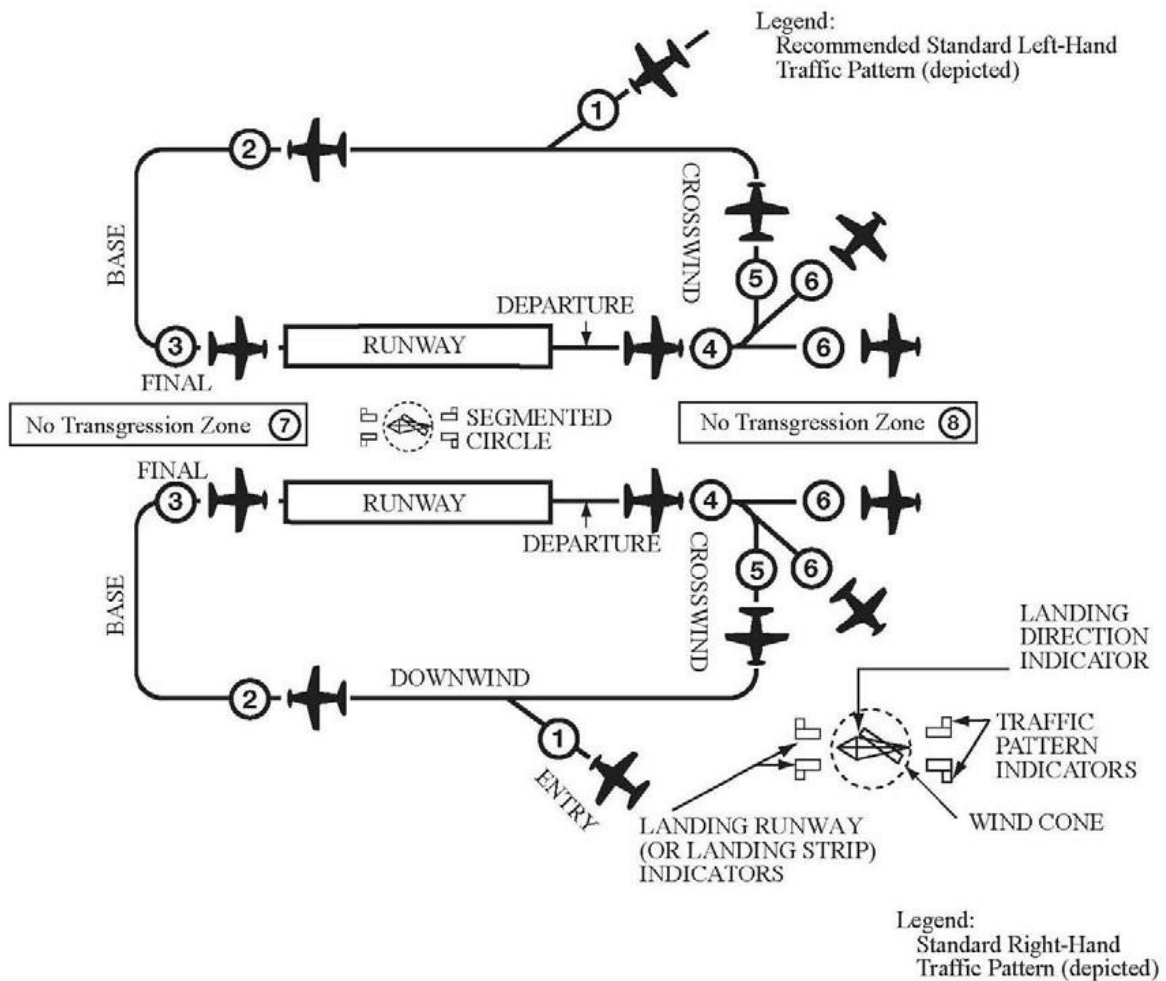 Legend:
Recommended Standard Left-Hand
Traffic Pattern (depicted)
1
2
CROSSWIND
BASE
5
6
DEPARTURE
3
RUNWAY
4
6
FINAL
No Transgression Zone 7
SEGMENTED
CIRCLE
No Transgression Zone 8
FINAL
3
RUNWAY
4
6
DEPARTURE
CROSSWIND
5
6
BASE
LANDING
DIRECTION
INDICATOR
2
DOWNWIND
1
ENTRY
TRAFFIC
PATTERN
INDICATORS
WIND CONE
LANDING RUNWAY
(OR LANDING STRIP)
INDICATORS
Legend:
Standard Right-Hand
Traffic Pattern (depicted)